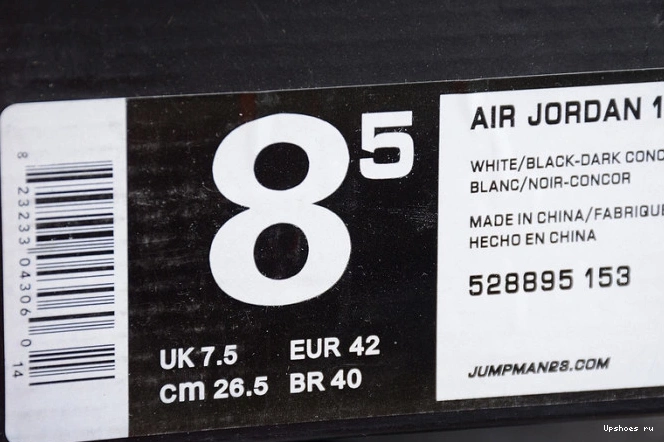 8 23233 04306 0 14
8 5
UK 7.5 EUR 42
cm 26.5 BR 40
AIR JORDAN 1
WHITE/BLACK-DARK CONC
BLANC/NOIR-CONCOR
MADE IN CHINA/FABRIQUE
HECHO EN CHINA
528895 153
JUMPMAN23.COM
Upshoes ru